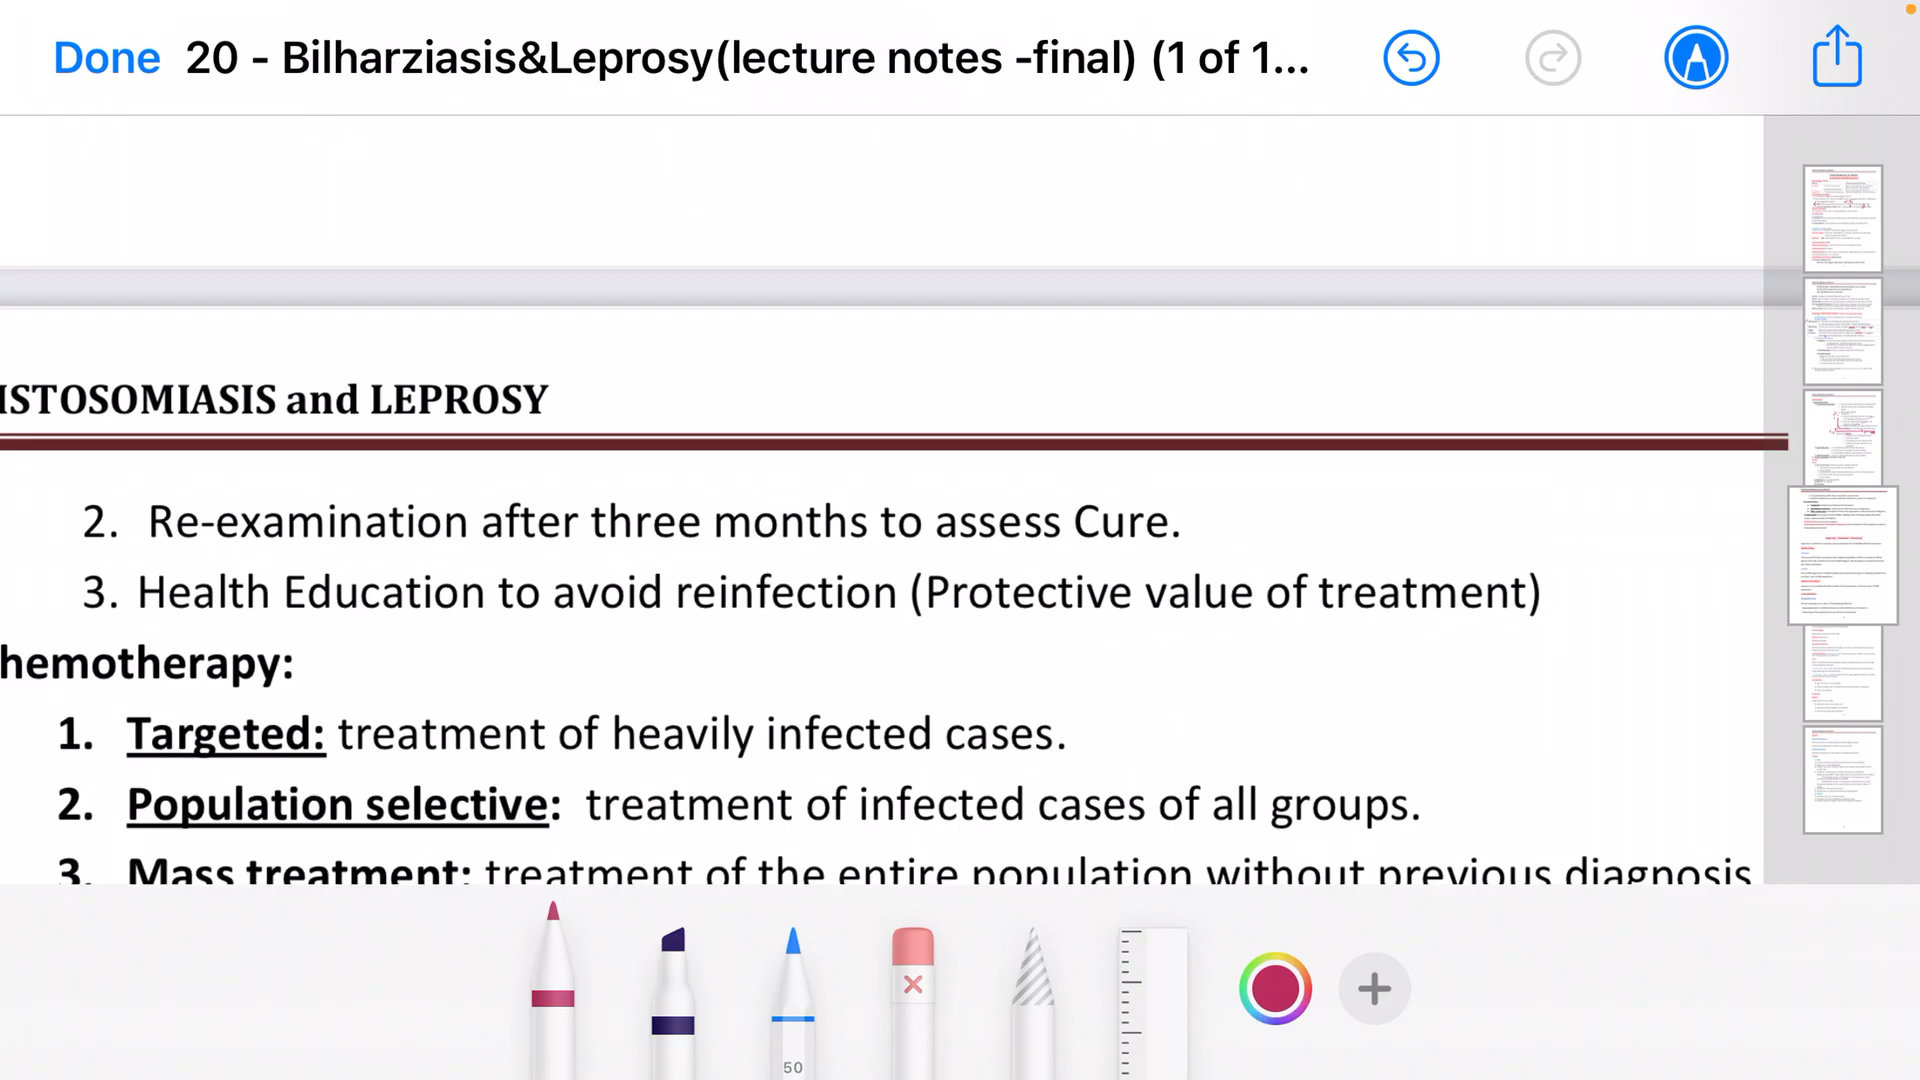 Done 20 - Bilharziasis&Leprosy(lecture notes -final) (1 of 1...
ISTOSOMIASIS and LEPROSY
2. Re-examination after three months to assess Cure.
3. Health Education to avoid reinfection (Protective value of treatment)
hemotherapy:
1. Targeted: treatment of heavily infected cases.
2. Population selective: treatment of infected cases of all groups.
3. Mass treatment: treatment of the entire population without previous diagnosis
50